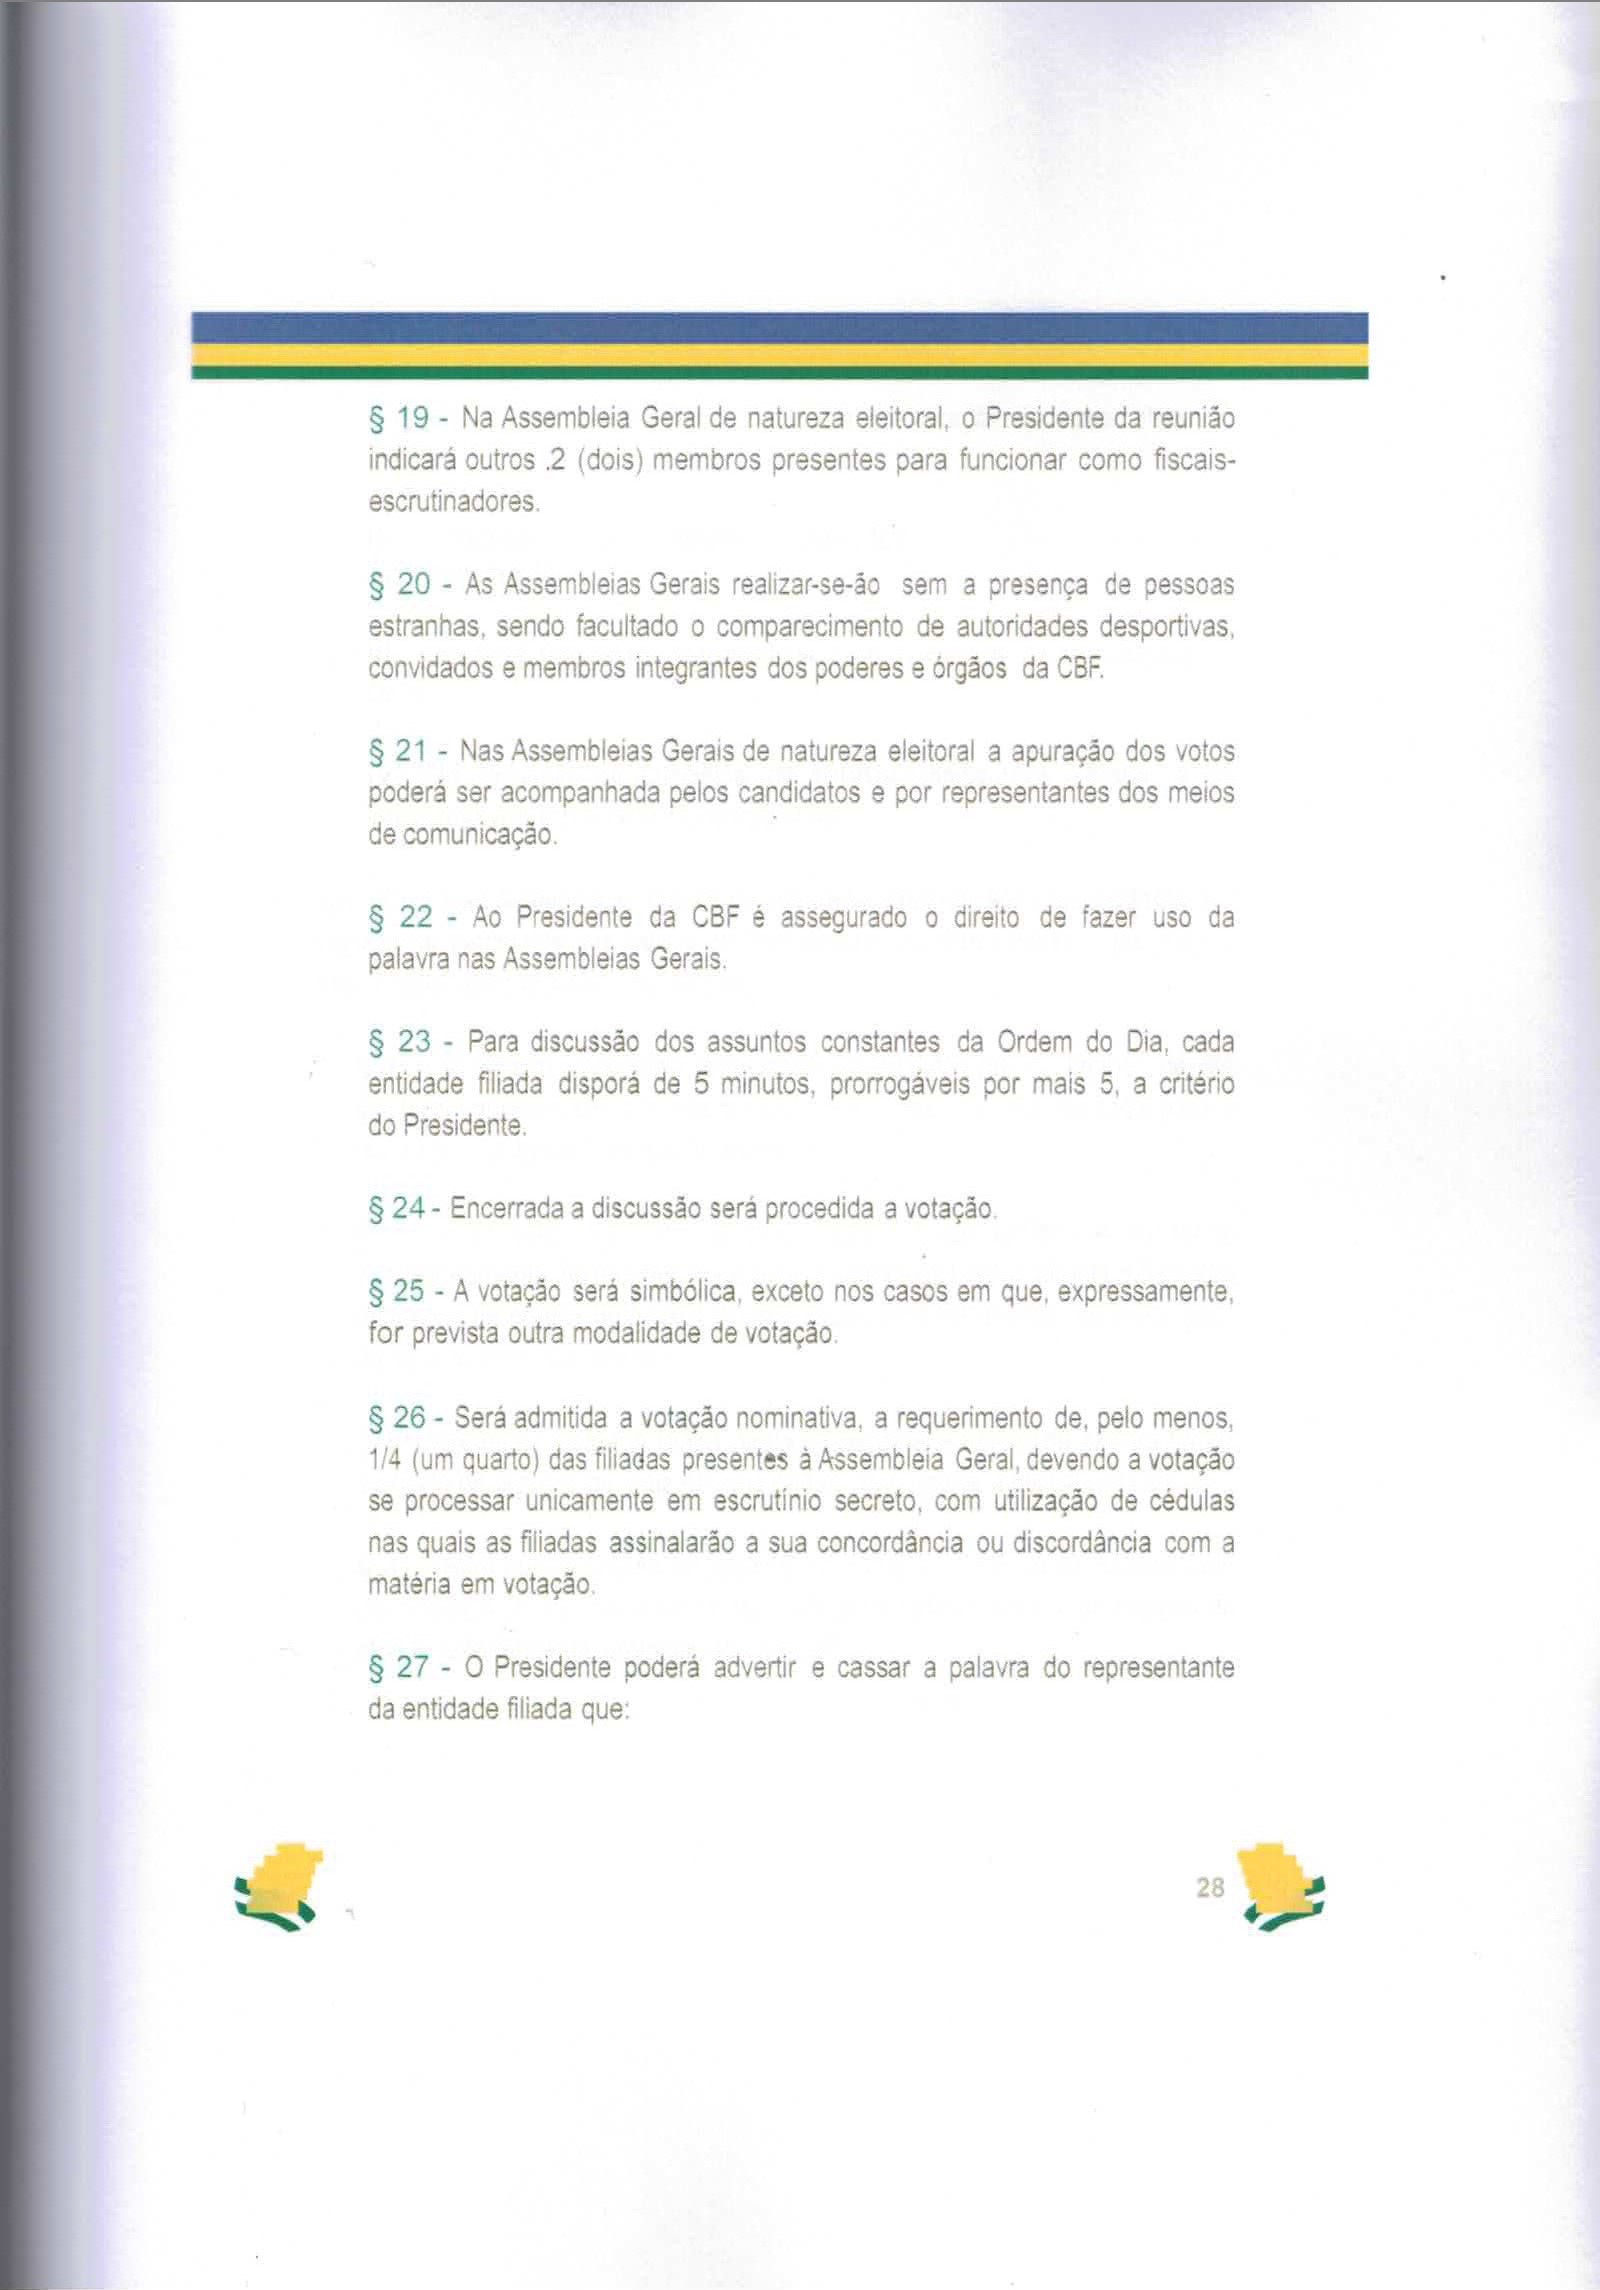 § 19 - Na Assembleia Geral de natureza eleitoral, o Presidente da reunião
indicará outros .2 (dois) membros presentes para funcionar como fiscais-
escrutinadores.
§ 20 - As Assembleias Gerais realizar-se-ão sem a presença de pessoas
estranhas, sendo facultado o comparecimento de autoridades desportivas,
convidados e membros integrantes dos poderes e órgãos da CBF.
§ 21 - Nas Assembleias Gerais de natureza eleitoral a apuração dos votos
poderá ser acompanhada pelos candidatos e por representantes dos meios
de comunicação.
§ 22 - Ao Presidente da CBF é assegurado o direito de fazer uso da
palavra nas Assembleias Gerais.
§ 23 - Para discussão dos assuntos constantes da Ordem do Dia, cada
entidade filiada disporá de 5 minutos, prorrogáveis por mais 5, a critério
do Presidente.
§ 24 - Encerrada a discussão será procedida a votação.
§ 25 - A votação será simbólica, exceto nos casos em que, expressamente,
for prevista outra modalidade de votação.
§ 26 - Será admitida a votação nominativa, a requerimento de, pelo menos,
1/4 (um quarto) das filiadas presentes à Assembleia Geral, devendo a votação
se processar unicamente em escrutínio secreto, com utilização de cédulas
nas quais as filiadas assinalarão a sua concordância ou discordância com a
matéria em votação.
§ 27 - O Presidente poderá advertir e cassar a palavra do representante
da entidade filiada que:
28